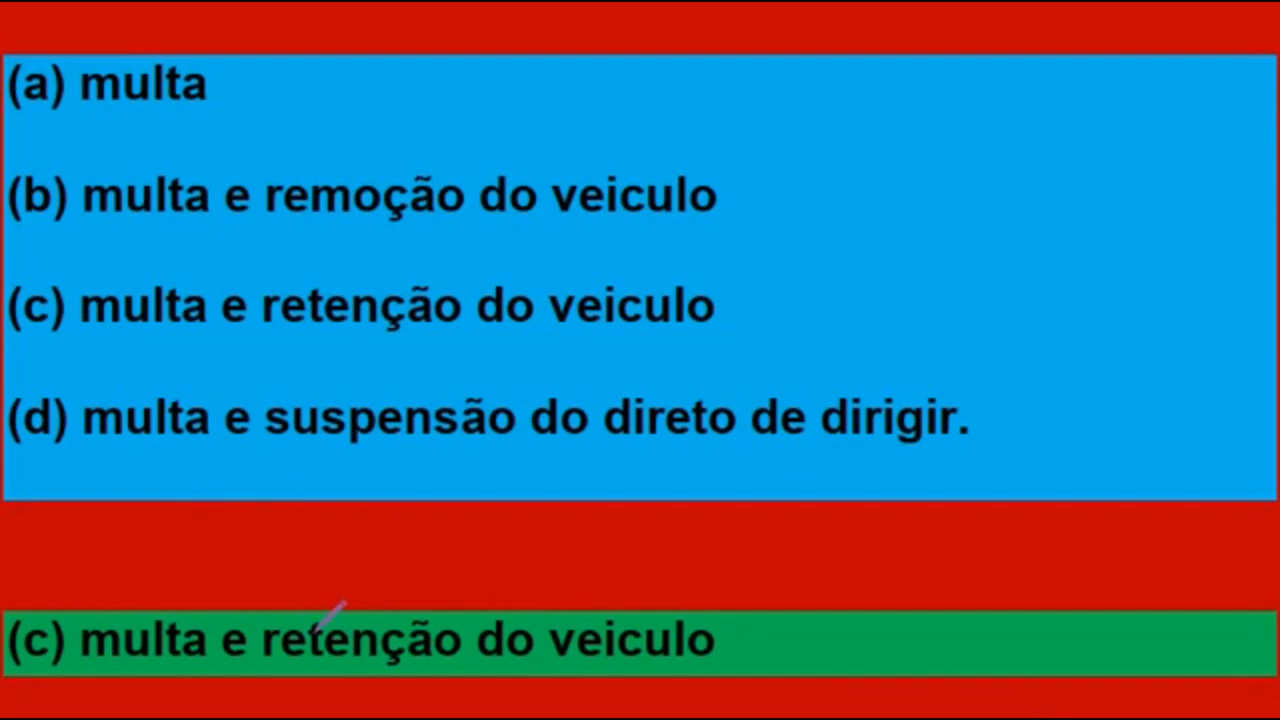 (a) multa
(b) multa e remoção do veiculo
(c) multa e retenção do veiculo
(d) multa e suspensão do direto de dirigir.
(c) multa e retenção do veiculo